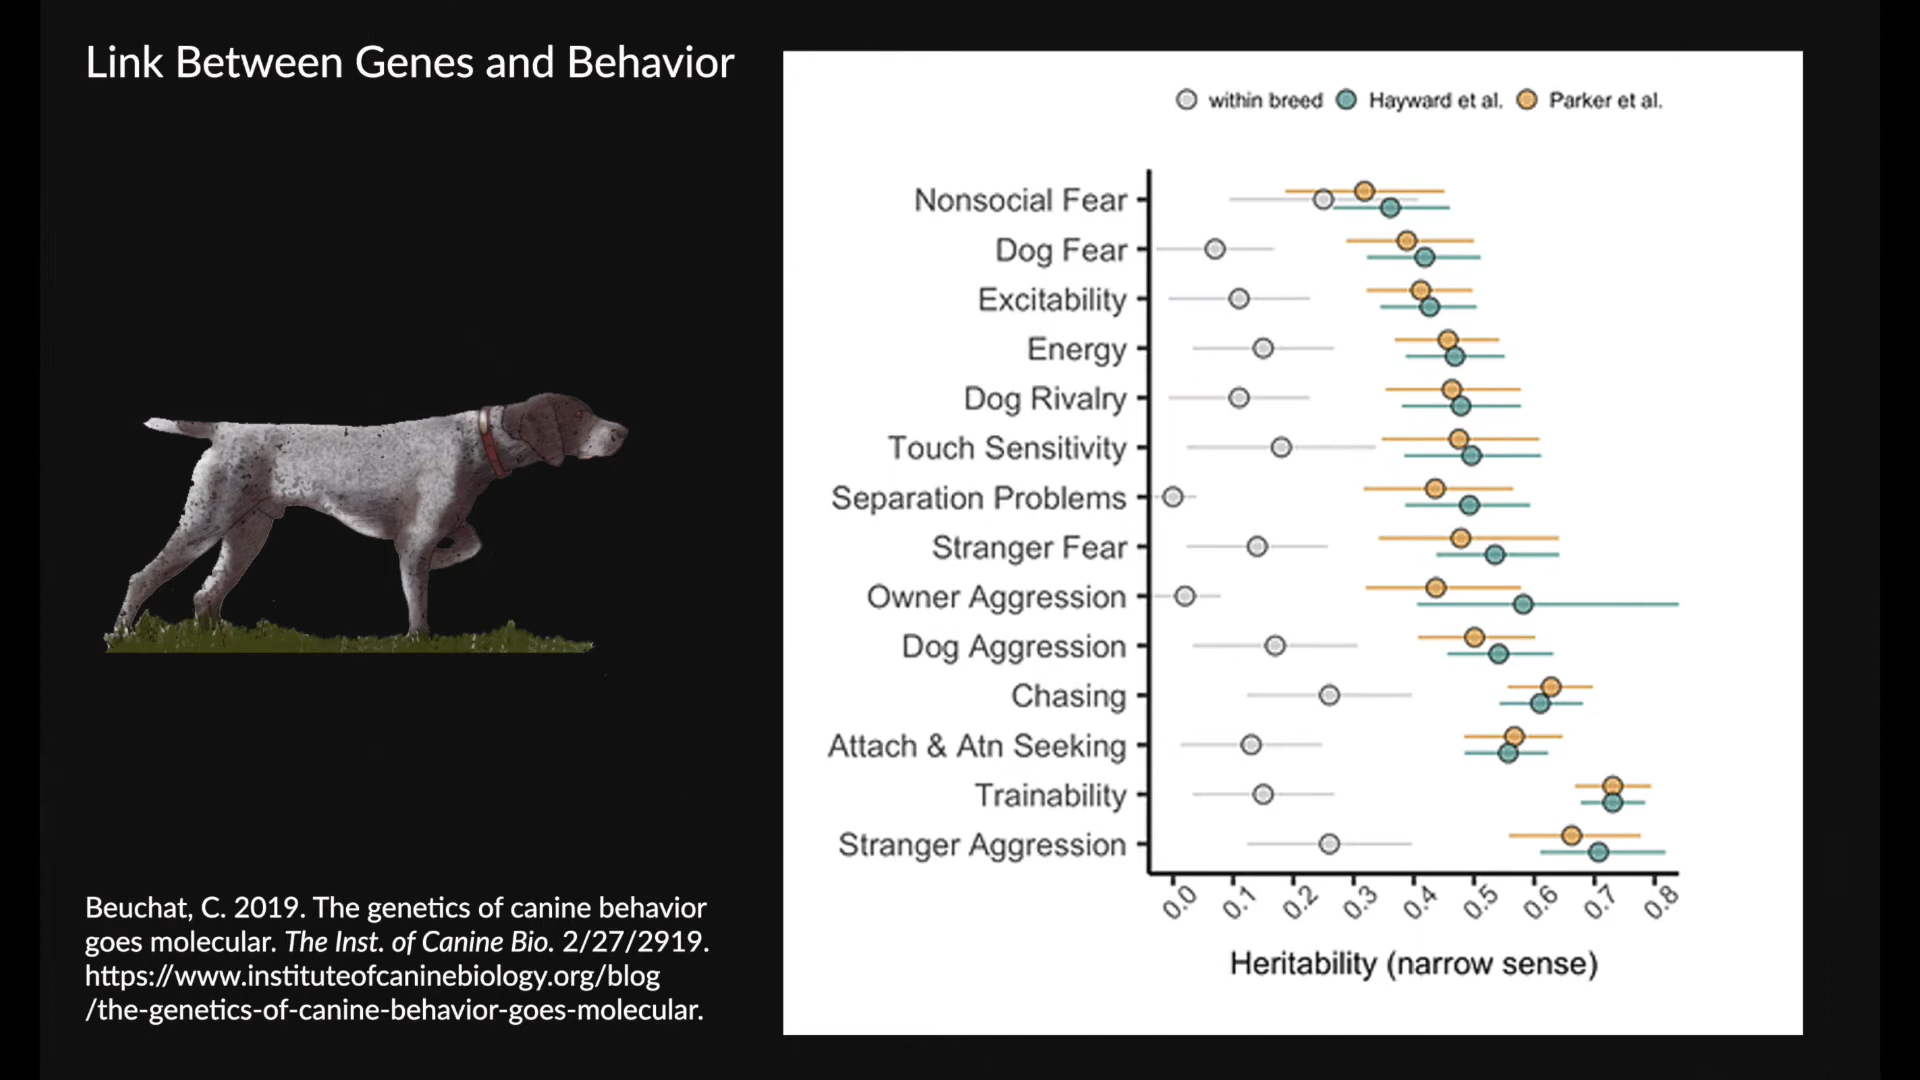 Link Between Genes and Behavior
within breed Hayward et al. Parker et al.
Nonsocial Fear
Dog Fear
Excitability
Energy
Dog Rivalry
Touch Sensitivity
Separation Problems
Stranger Fear
Owner Aggression
Dog Aggression
Chasing
Attach & Atn Seeking
Trainability
Stranger Aggression
0.0 0.1 0.2 0.3 0.4 0.5 0.6 0.7 0.8
Heritability (narrow sense)
Beuchat, C. 2019. The genetics of canine behavior
goes molecular. The Inst. of Canine Bio. 2/27/2919.
https://www.instituteofcaninebiology.org/blog
/the-genetics-of-canine-behavior-goes-molecular.